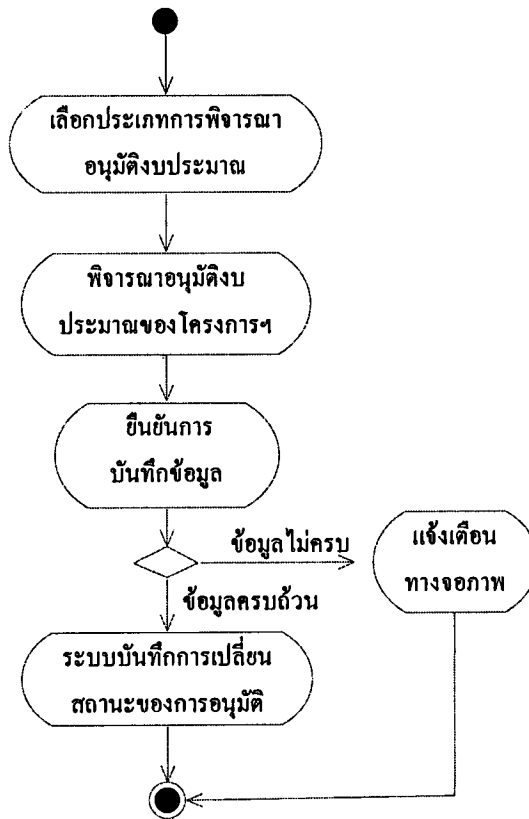 เลือกประเภทการพิจารณา
อนุมัติงบประมาณ
พิจารณาอนุมัติงบ
ประมาณของโครงการฯ
ยืนยันการ
บันทึกข้อมูล
ข้อมูลไม่ครบ
แจ้งเตือน
ทางจอภาพ
ข้อมูลครบถ้วน
ระบบบันทึกการเปลี่ยน
สถานะของการอนุมัติ